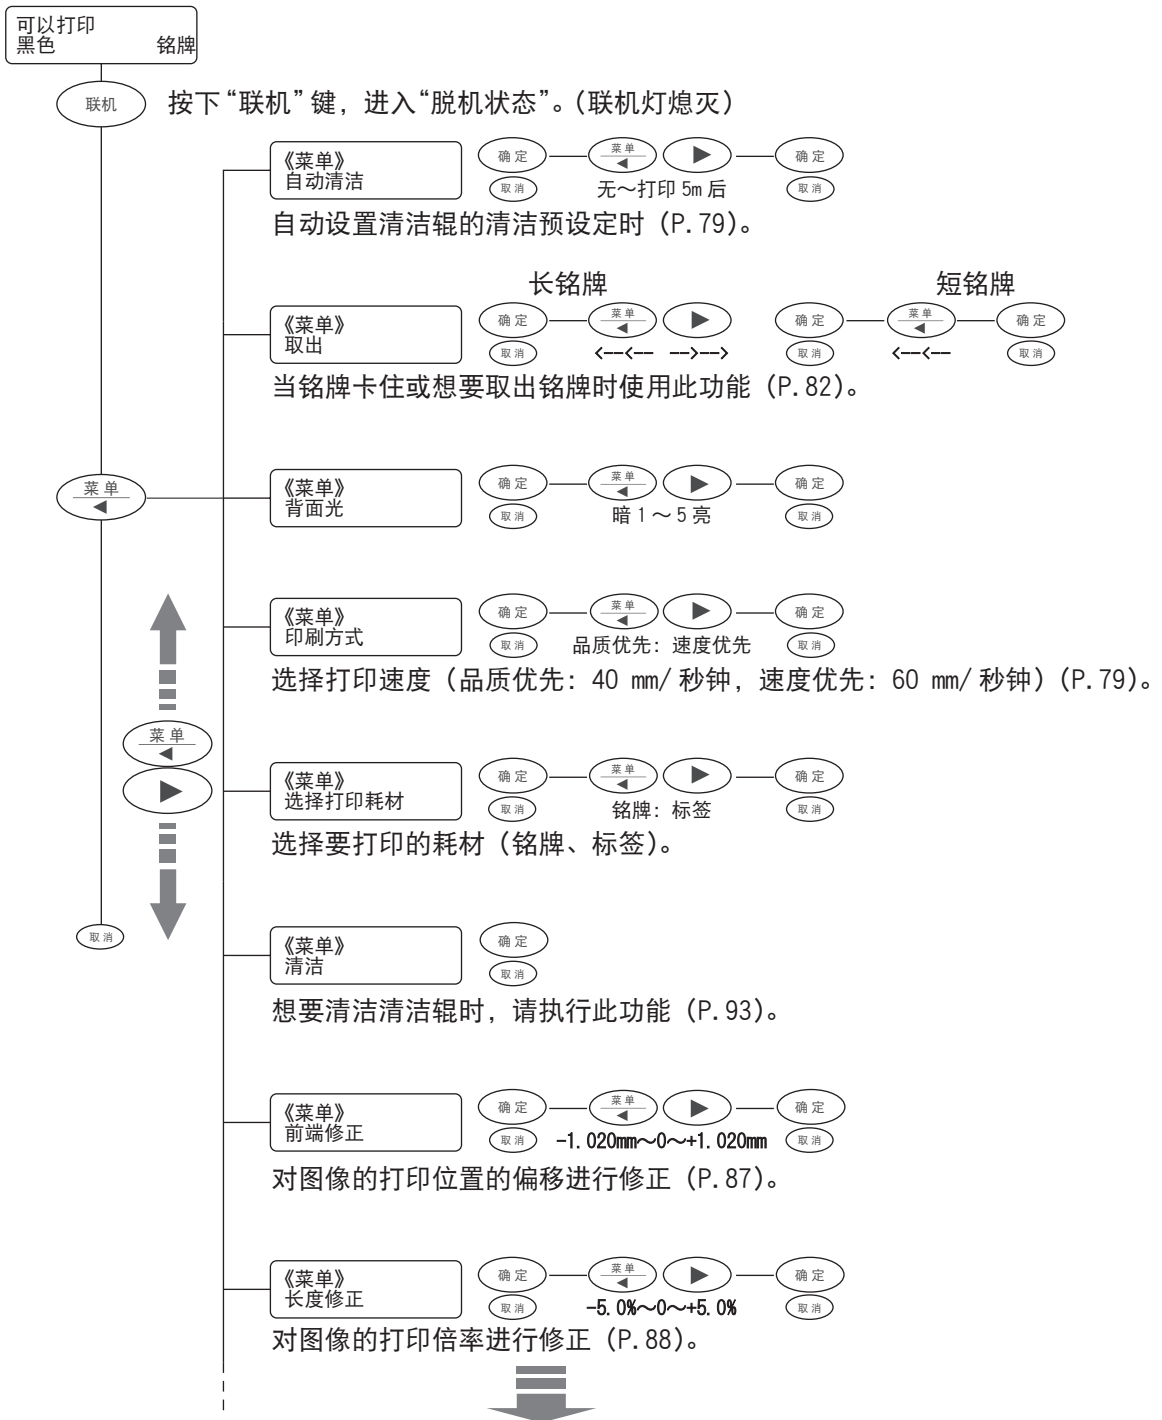 可以打印
黑色 铭牌
联机 按下“联机”键，进入“脱机状态”。（联机灯熄灭）
《菜单》 确定 菜单 ◀ ▶ 确定
自动清洁 取消 无～打印 5m 后 取消
自动设置清洁辊的清洁预设定时（P.79）。
长铭牌 短铭牌
《菜单》 确定 菜单 ◀ ▶ 确定 菜单 ◀ 确定
取出 取消 <--<-- -->--> 取消 <--<-- 取消
当铭牌卡住或想要取出铭牌时使用此功能（P.82）。
菜单 ◀
《菜单》 确定 菜单 ◀ ▶ 确定
背面光 取消 暗 1 ～ 5 亮 取消
《菜单》 确定 菜单 ◀ ▶ 确定
印刷方式 取消 品质优先：速度优先 取消
选择打印速度（品质优先：40 mm/ 秒钟，速度优先：60 mm/ 秒钟）（P.79）。
菜单 ◀
▶
《菜单》 确定 菜单 ◀ ▶ 确定
选择打印耗材 取消 铭牌：标签 取消
选择要打印的耗材（铭牌、标签）。
取消
《菜单》 确定
清洁 取消
想要清洁清洁辊时，请执行此功能（P.93）。
《菜单》 确定 菜单 ◀ ▶ 确定
前端修正 取消 -1.020mm～0～+1.020mm 取消
对图像的打印位置的偏移进行修正（P.87）。
《菜单》 确定 菜单 ◀ ▶ 确定
长度修正 取消 -5.0%～0～+5.0% 取消
对图像的打印倍率进行修正（P.88）。